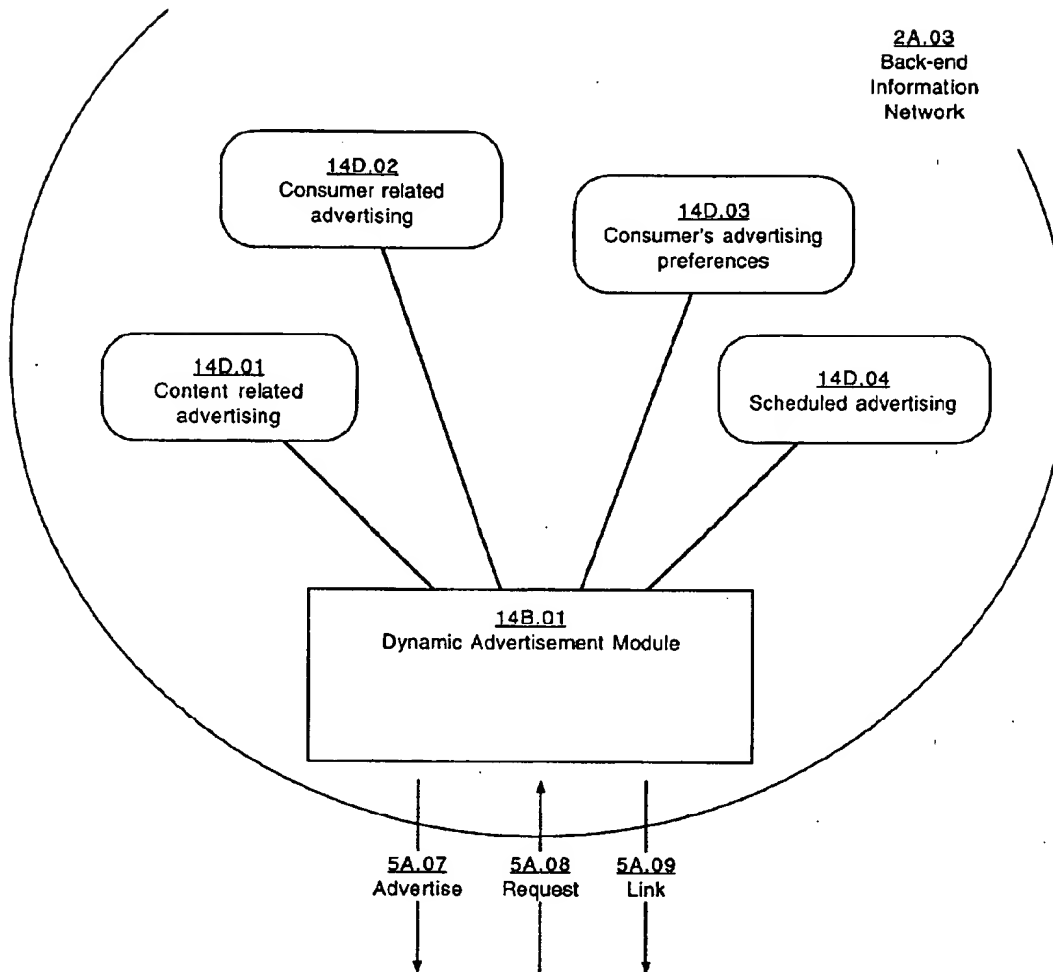 2A.03
Back-end
Information
Network
14D.02
Consumer related
advertising
14D.03
Consumer's advertising
preferences
14D.01
Content related
advertising
14D.04
Scheduled advertising
14B.01
Dynamic Advertisement Module
5A.07
Advertise
5A.08
Request
5A.09
Link